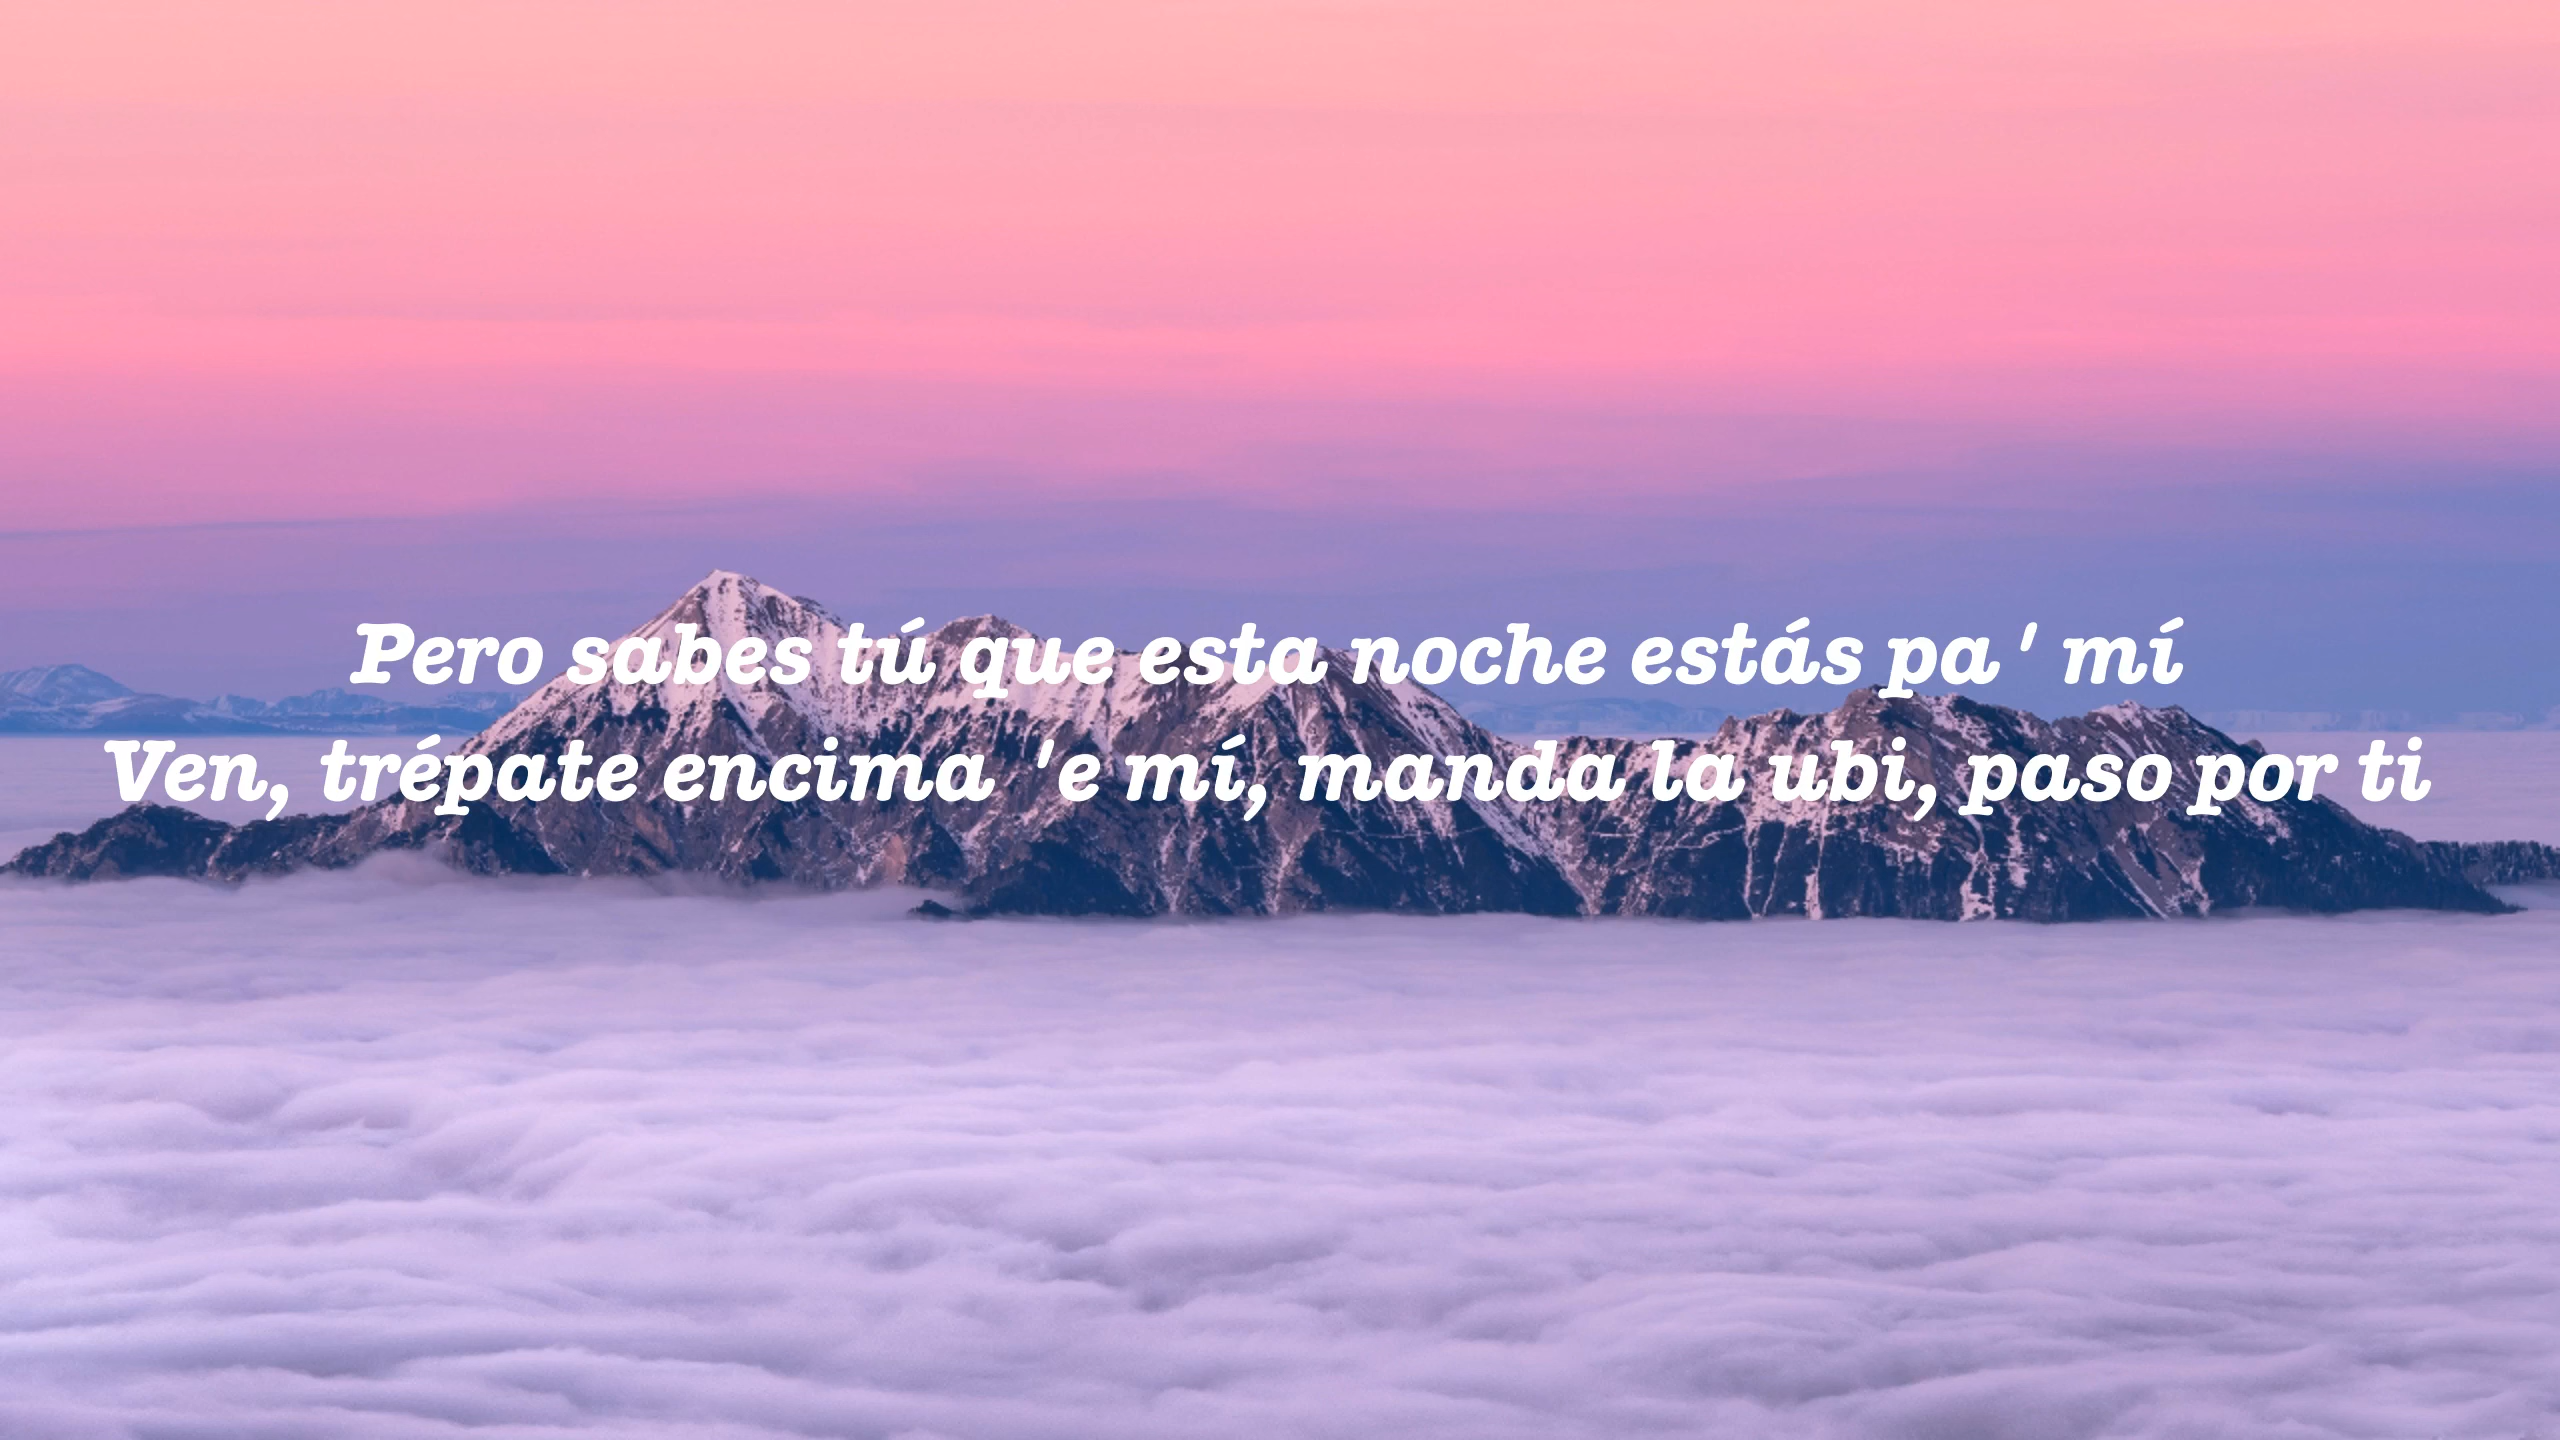 Pero sabes tú que esta noche estás pa' mí
Ven, trépate encima 'e mí, manda la ubi, paso por ti